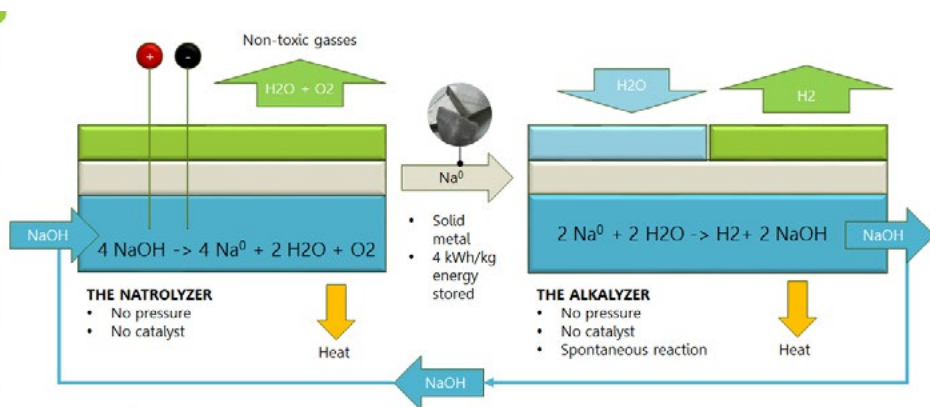 Non-toxic gasses
+
-
H2O + O2
H2O
H2
Na⁰
NaOH
4 NaOH -> 4 Na⁰ + 2 H2O + O2
• Solid
metal
• 4 kWh/kg
energy
stored
2 Na⁰ + 2 H2O -> H2+ 2 NaOH
NaOH
THE NATROLYZER
• No pressure
• No catalyst
Heat
THE ALKALYZER
• No pressure
• No catalyst
• Spontaneous reaction
Heat
NaOH